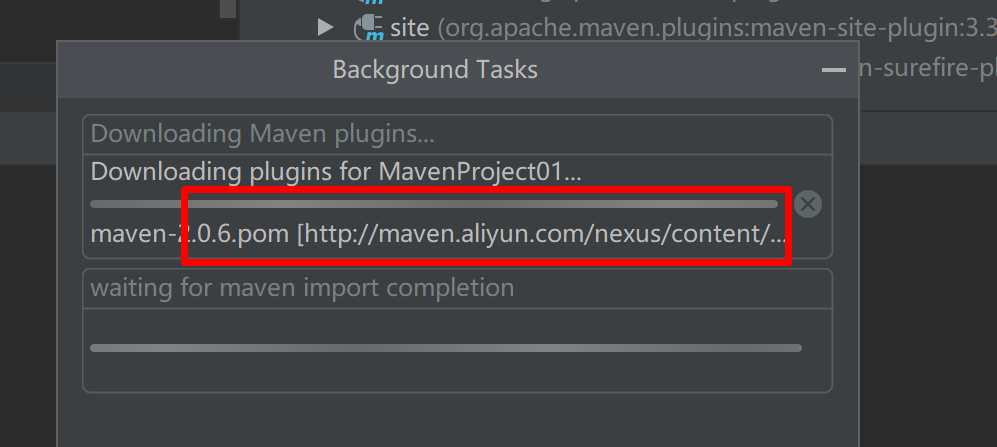 site (org.apache.maven.plugins:maven-site-plugin:3.3
Background Tasks
n-surefire-pl
Downloading Maven plugins...
Downloading plugins for MavenProject01...
maven-2.0.6.pom [http://maven.aliyun.com/nexus/content/...
waiting for maven import completion